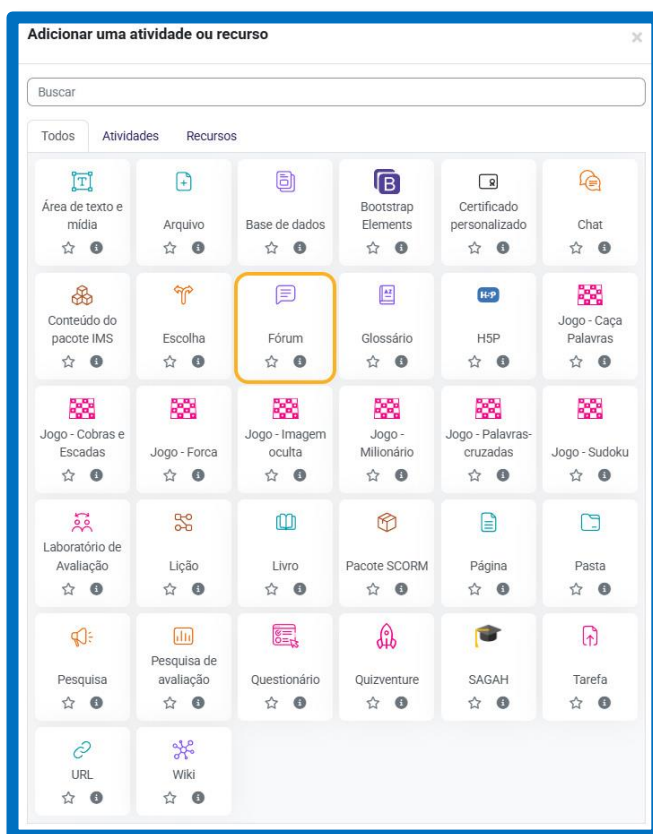 Adicionar uma atividade ou recurso
×
Buscar
Todos Atividades Recursos
Área de texto e
mídia
Arquivo
Base de dados
Bootstrap
Elements
Certificado
personalizado
Chat
Conteúdo do
pacote IMS
Escolha
Fórum
Glossário
H5P
H5P
Jogo - Caça
Palavras
Jogo - Cobras e
Escadas
Jogo - Forca
Jogo - Imagem
oculta
Jogo -
Milionário
Jogo - Palavras-
cruzadas
Jogo - Sudoku
Laboratório de
Avaliação
Lição
Livro
Pacote SCORM
Página
Pasta
Pesquisa
Pesquisa de
avaliação
Questionário
Quizventure
SAGAH
Tarefa
URL
Wiki